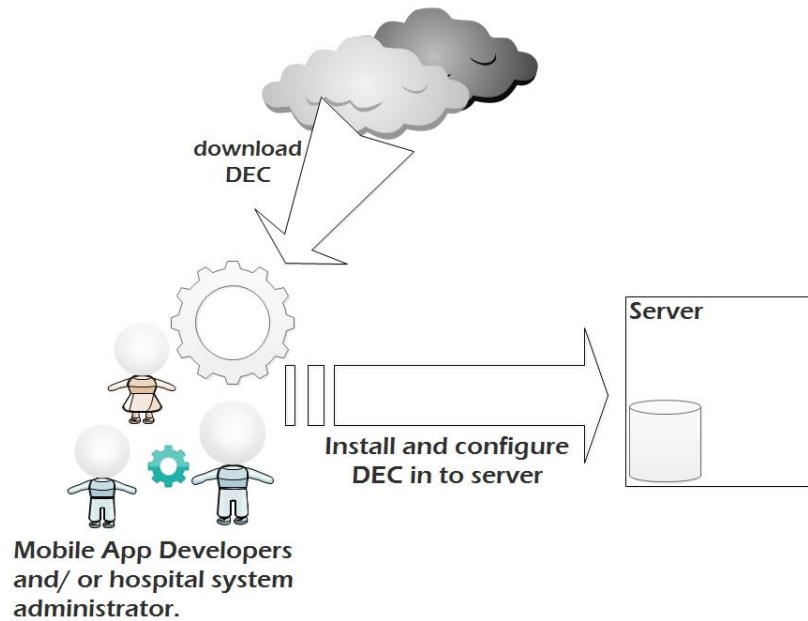 download
DEC
Server
Install and configure
DEC in to server
Mobile App Developers
and/ or hospital system
administrator.